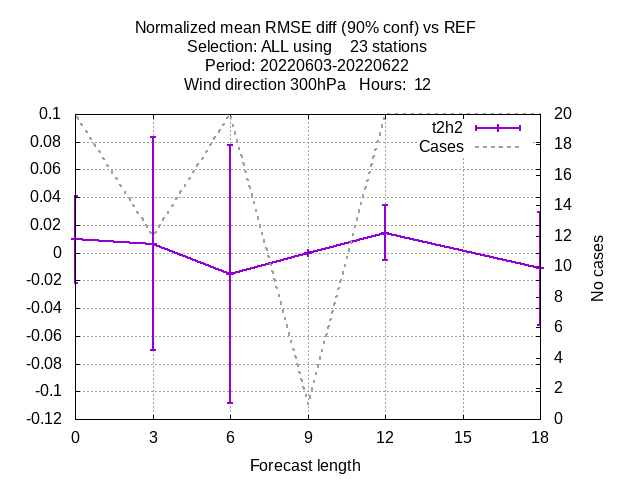 Normalized mean RMSE diff (90% conf) vs REF
Selection: ALL using    23 stations
Period: 20220603-20220622
Wind direction 300hPa   Hours:  12
0.1
0.08
0.06
0.04
0.02
0
-0.02
-0.04
-0.06
-0.08
-0.1
-0.12
t2h2
Cases
20
18
16
14
12
10
8
6
4
2
0
No cases
0 3 6 9 12 15 18
Forecast length